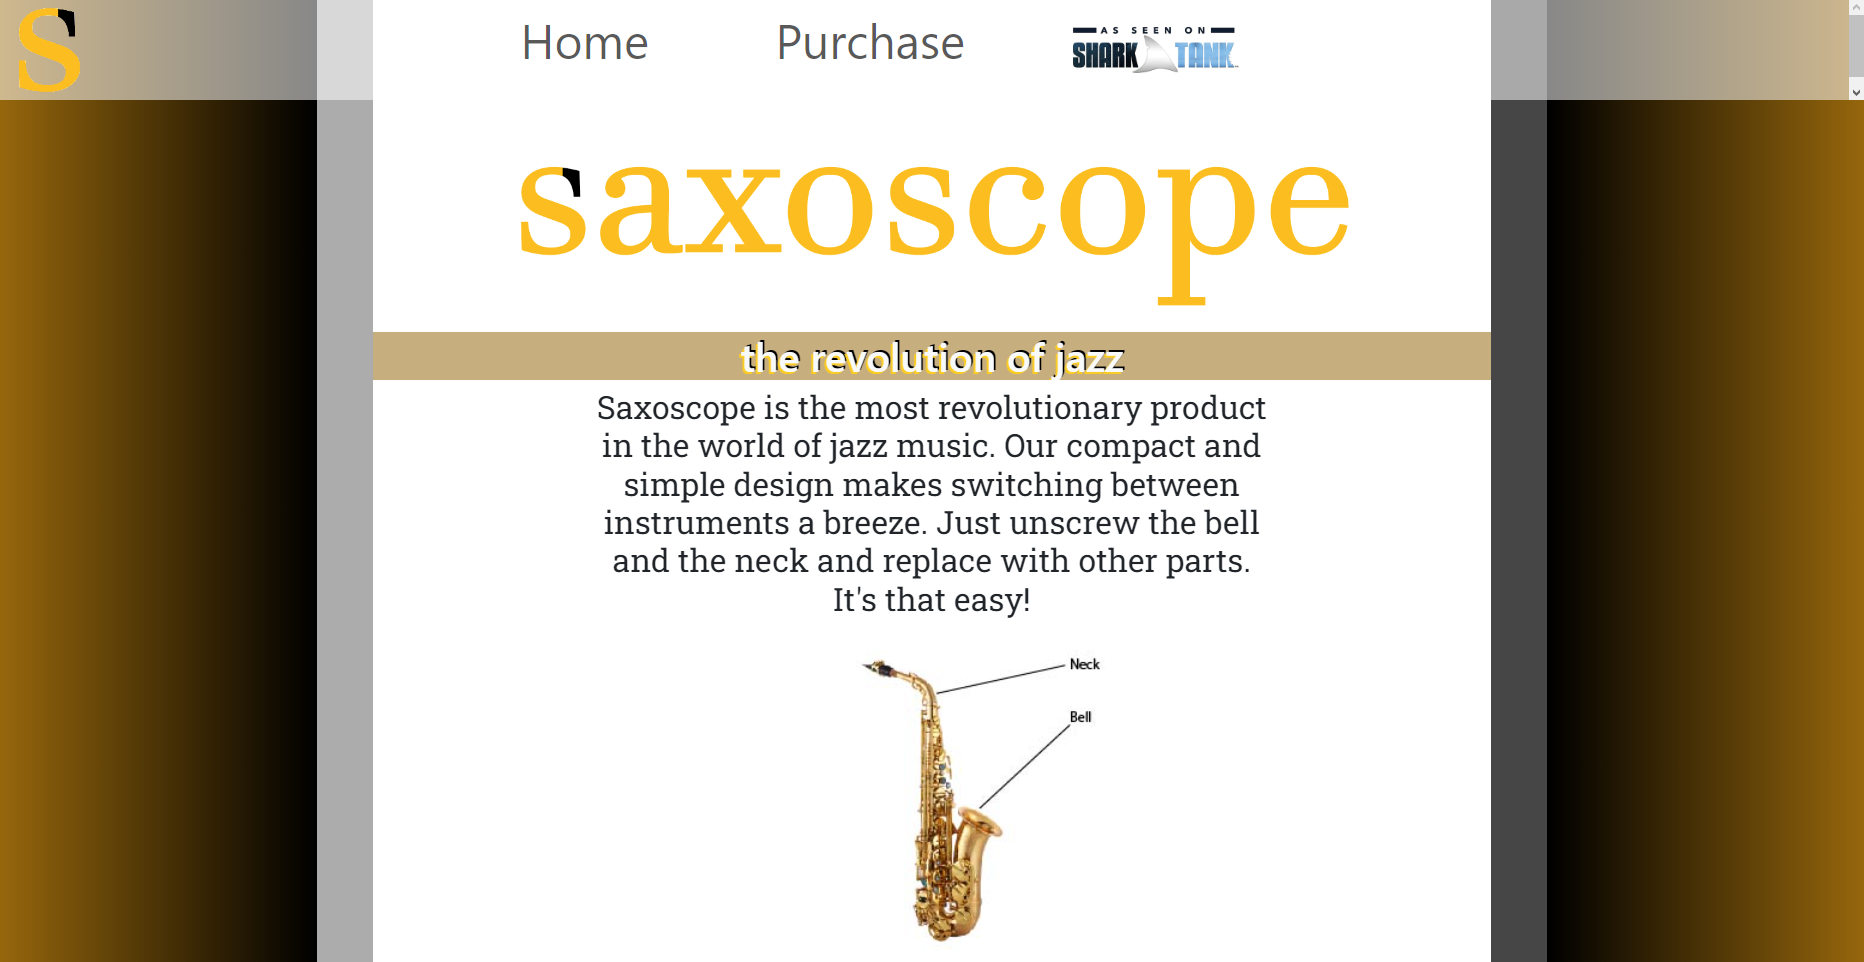 S
Home Purchase
AS SEEN ON
SHARK TANK
saxoscope
the revolution of jazz
Saxoscope is the most revolutionary product
in the world of jazz music. Our compact and
simple design makes switching between
instruments a breeze. Just unscrew the bell
and the neck and replace with other parts.
It's that easy!
Neck
Bell